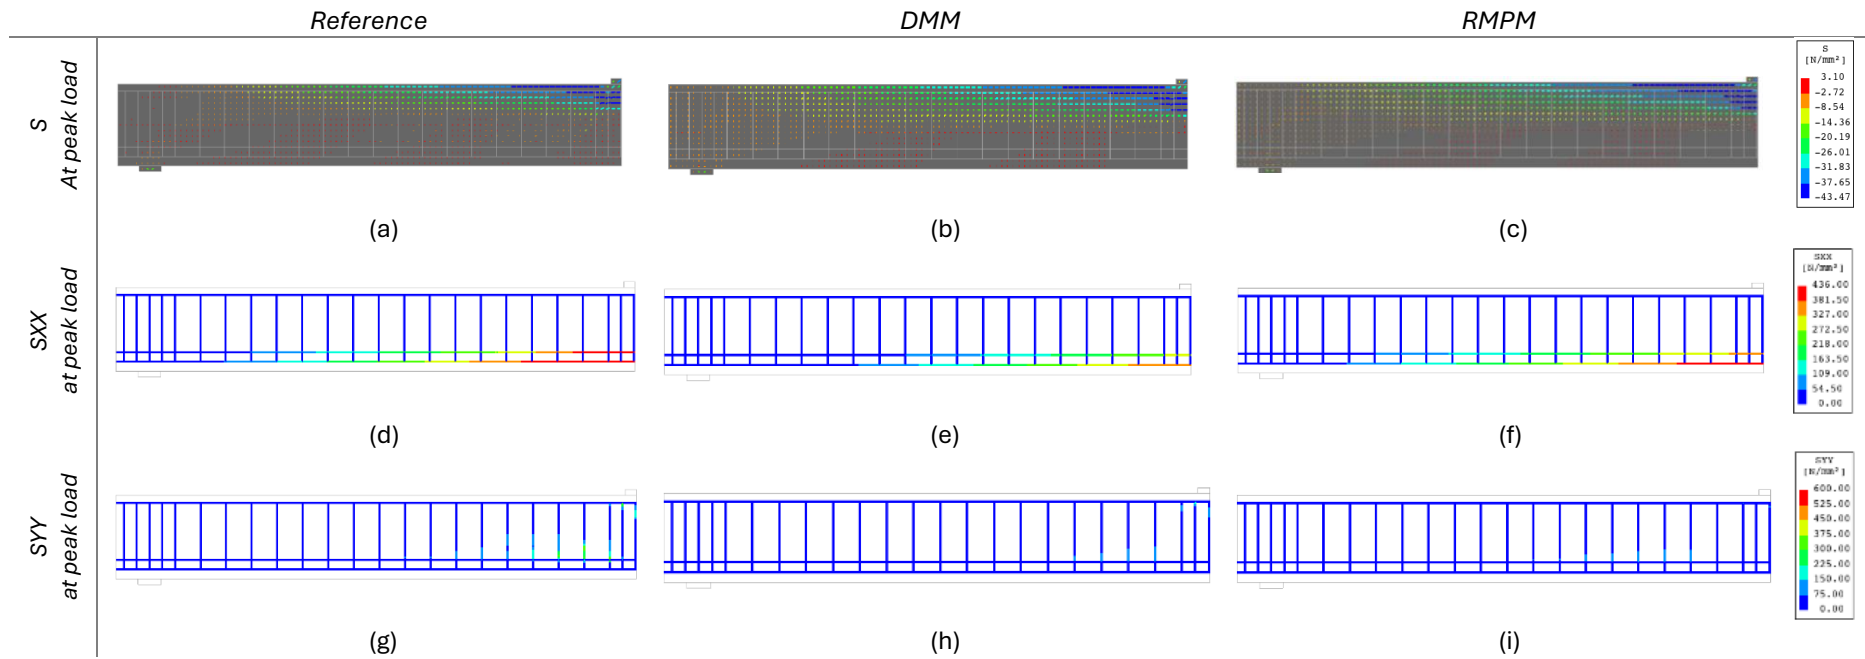 Reference DMM RMPM
S
At peak load
S
[N/mm²]
3.10
-2.72
-8.54
-14.36
-20.19
-26.01
-31.83
-37.65
-43.47
(a) (b) (c)
SXX
at peak load
SXX
[N/mm²]
436.00
381.50
327.00
272.50
218.00
163.50
109.00
54.50
0.00
(d) (e) (f)
SYY
at peak load
SYY
[N/mm²]
600.00
525.00
450.00
375.00
300.00
225.00
150.00
75.00
0.00
(g) (h) (i)